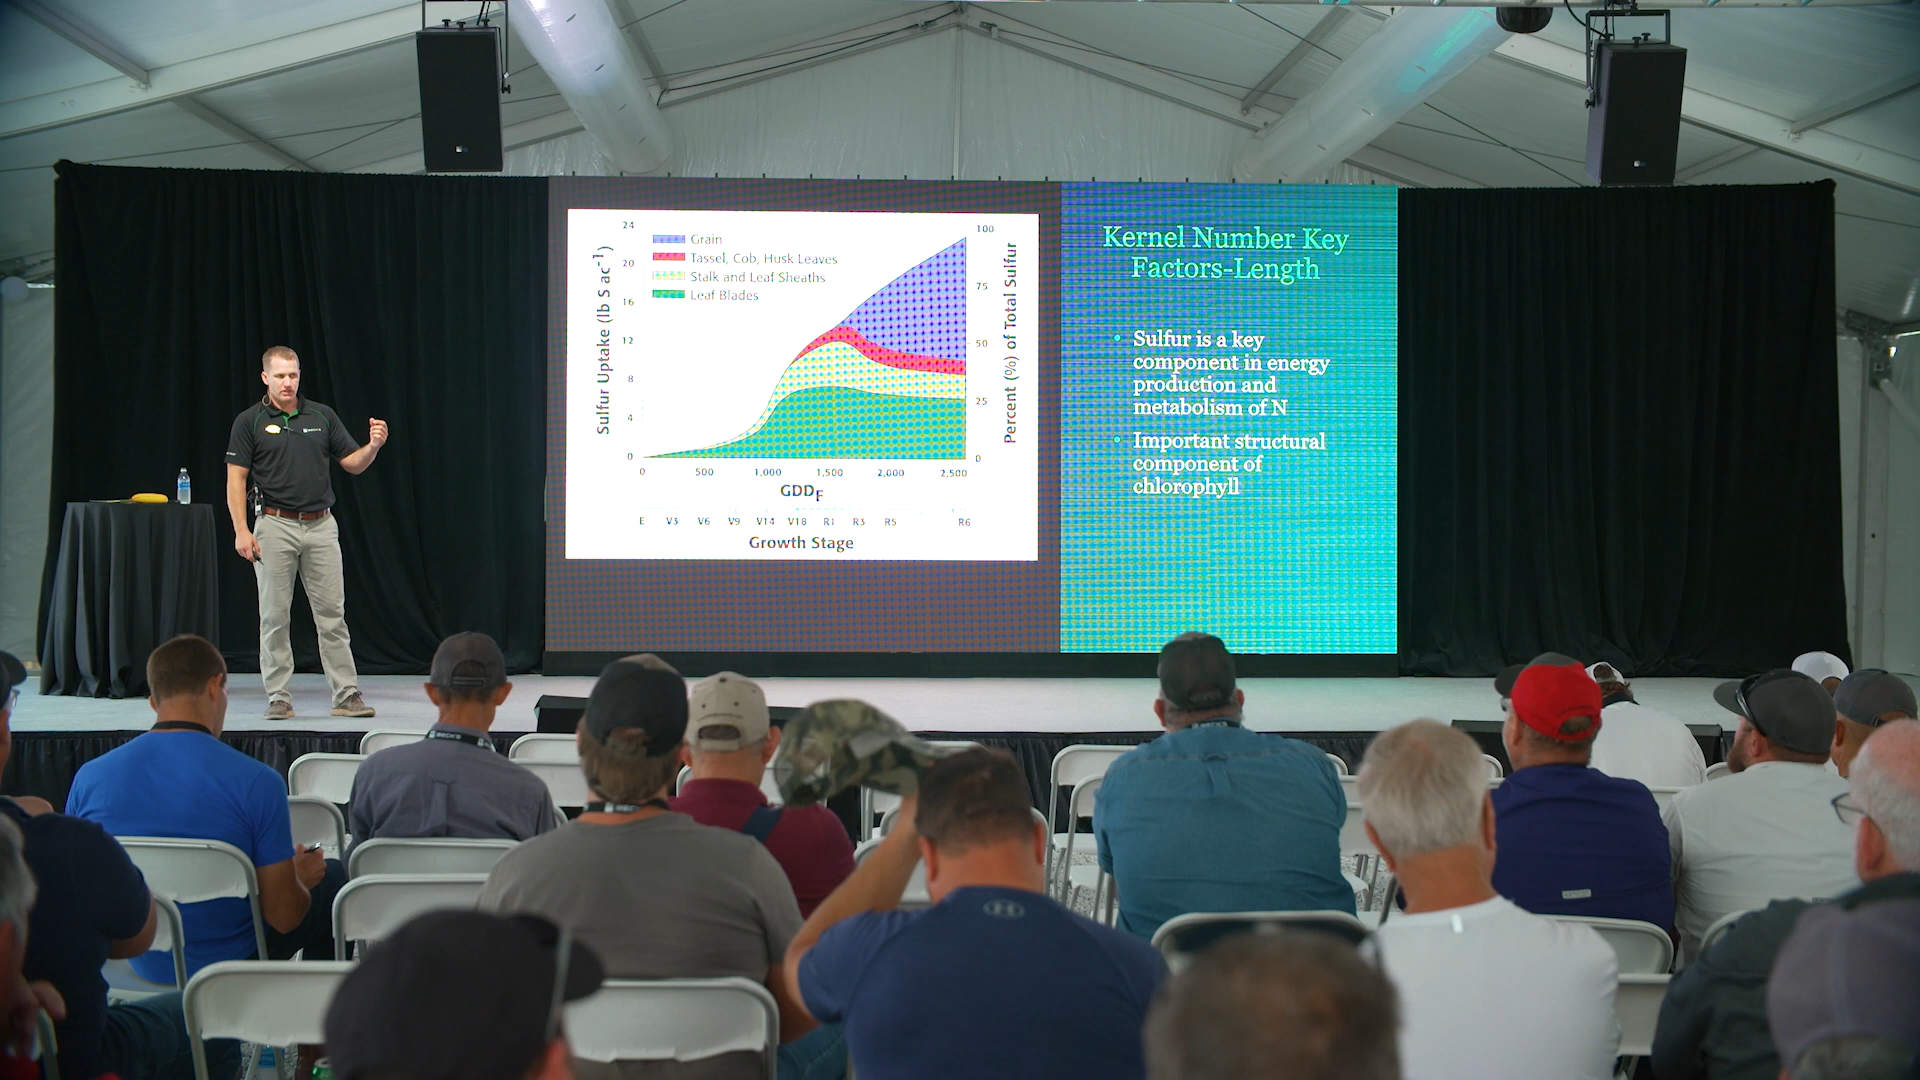 24
20
16
12
8
4
0
Sulfur Uptake (lb S ac-1)
Grain
Tassel, Cob, Husk Leaves
Stalk and Leaf Sheaths
Leaf Blades
100
75
50
25
0
Percent (%) of Total Sulfur
0 500 1,000 1,500 2,000 2,500
GDDF
E V3 V6 V9 V14 V18 R1 R3 R5 R6
Growth Stage
Kernel Number Key
Factors-Length
• Sulfur is a key
component in energy
production and
metabolism of N
• Important structural
component of
chlorophyll
BECK'S
BECK'S